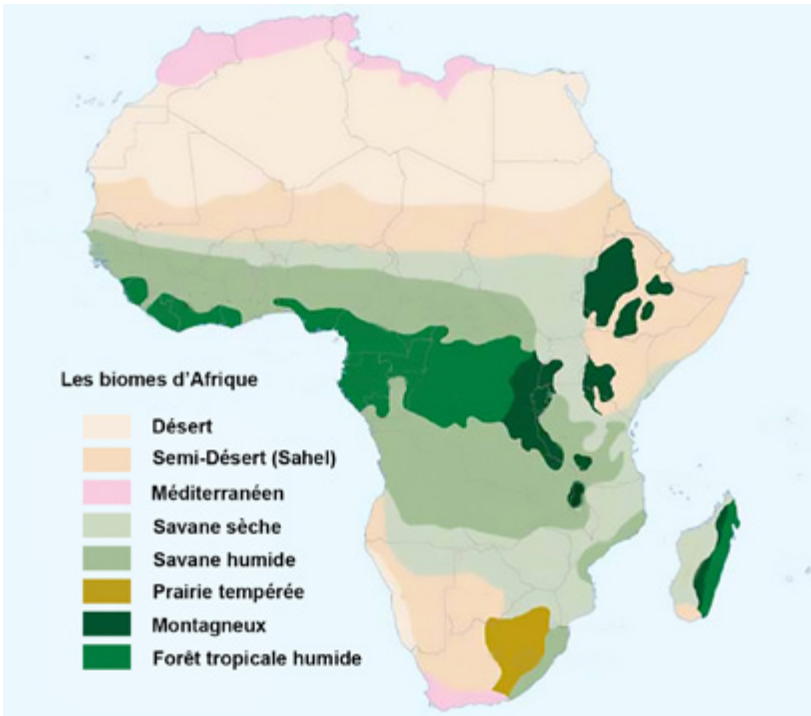 Les biomes d'Afrique
Désert
Semi-Désert (Sahel)
Méditerranéen
Savane sèche
Savane humide
Prairie tempérée
Montagneux
Forêt tropicale humide